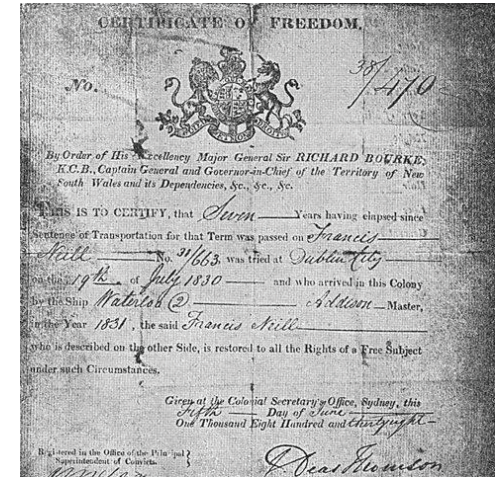 CERTIFICATE OF FREEDOM.
No. 38/470
By Order of His Excellency Major General Sir RICHARD BOURKE,
K.C.B., Captain General and Governor-in-Chief of the Territory of New
South Wales and its Dependencies, &c., &c., &c.
THIS IS TO CERTIFY, that Seven Years having elapsed since
Sentence of Transportation for that Term was passed on Francis
Neill No. 31/663, was tried at Dublin City
on the 19th of July 1830 and who arrived in this Colony
by the Ship Waterloo (2) Addison Master,
in the Year 1831, the said Francis Neill
who is described on the other Side, is restored to all the Rights of a Free Subject
under such Circumstances.
Given at the Colonial Secretary's Office, Sydney, this
Fifth Day of June
One Thousand Eight Hundred and thirty eight
Registered in the Office of the Principal
Superintendent of Convicts.
Deas Thomson